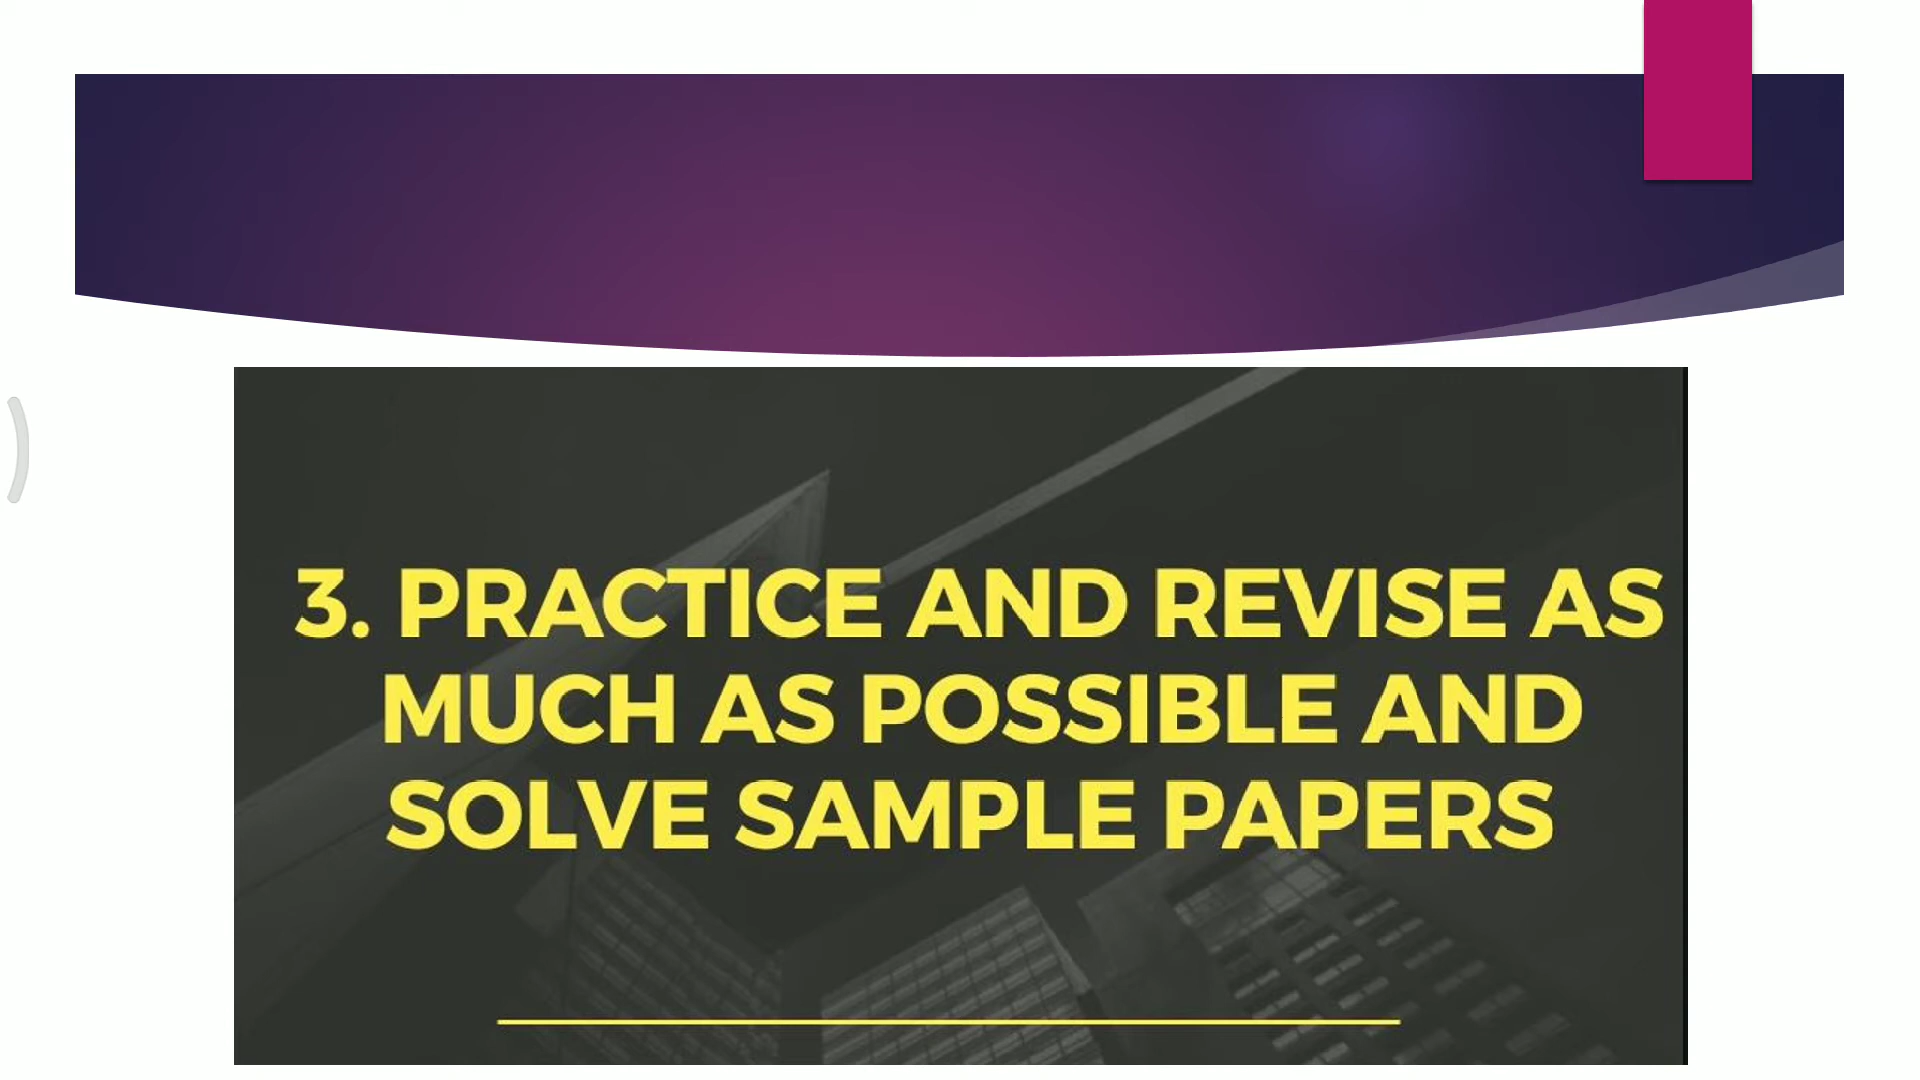 3. PRACTICE AND REVISE AS
MUCH AS POSSIBLE AND
SOLVE SAMPLE PAPERS